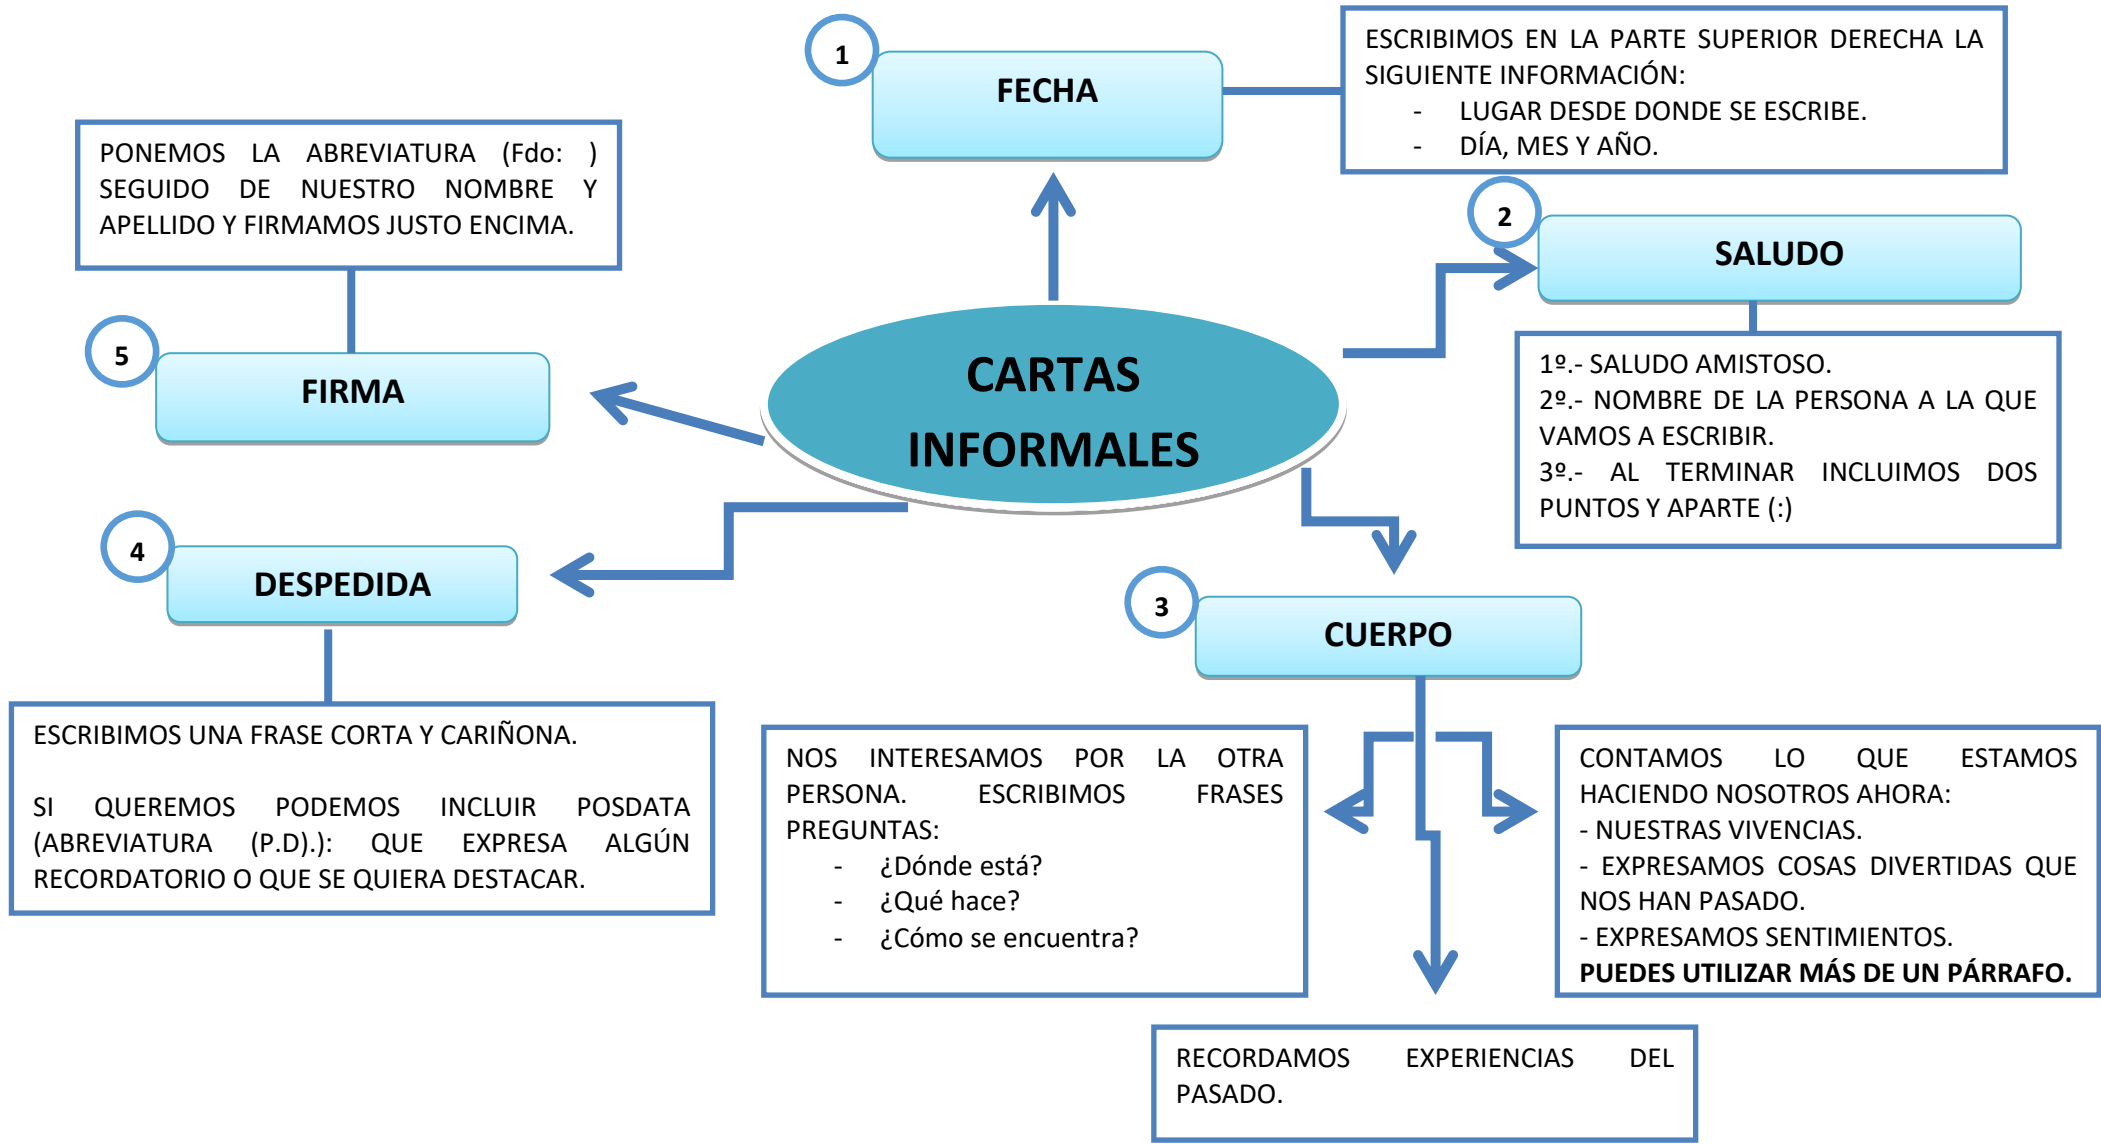 CARTAS
INFORMALES
1
FECHA
ESCRIBIMOS EN LA PARTE SUPERIOR DERECHA LA
SIGUIENTE INFORMACIÓN:
- LUGAR DESDE DONDE SE ESCRIBE.
- DÍA, MES Y AÑO.
2
SALUDO
1º.- SALUDO AMISTOSO.
2º.- NOMBRE DE LA PERSONA A LA QUE
VAMOS A ESCRIBIR.
3º.- AL TERMINAR INCLUIMOS DOS
PUNTOS Y APARTE (:)
3
CUERPO
NOS INTERESAMOS POR LA OTRA
PERSONA. ESCRIBIMOS FRASES
PREGUNTAS:
- ¿Dónde está?
- ¿Qué hace?
- ¿Cómo se encuentra?
RECORDAMOS EXPERIENCIAS DEL
PASADO.
CONTAMOS LO QUE ESTAMOS
HACIENDO NOSOTROS AHORA:
- NUESTRAS VIVENCIAS.
- EXPRESAMOS COSAS DIVERTIDAS QUE
NOS HAN PASADO.
- EXPRESAMOS SENTIMIENTOS.
PUEDES UTILIZAR MÁS DE UN PÁRRAFO.
4
DESPEDIDA
ESCRIBIMOS UNA FRASE CORTA Y CARIÑONA.
SI QUEREMOS PODEMOS INCLUIR POSDATA
(ABREVIATURA (P.D).): QUE EXPRESA ALGÚN
RECORDATORIO O QUE SE QUIERA DESTACAR.
5
FIRMA
PONEMOS LA ABREVIATURA (Fdo: )
SEGUIDO DE NUESTRO NOMBRE Y
APELLIDO Y FIRMAMOS JUSTO ENCIMA.